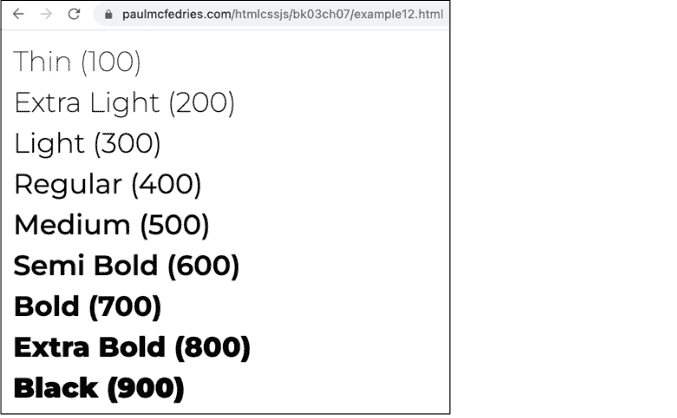 paulmcfedries.com/htmlcssjs/bk03ch07/example12.html
Thin (100)
Extra Light (200)
Light (300)
Regular (400)
Medium (500)
Semi Bold (600)
Bold (700)
Extra Bold (800)
Black (900)